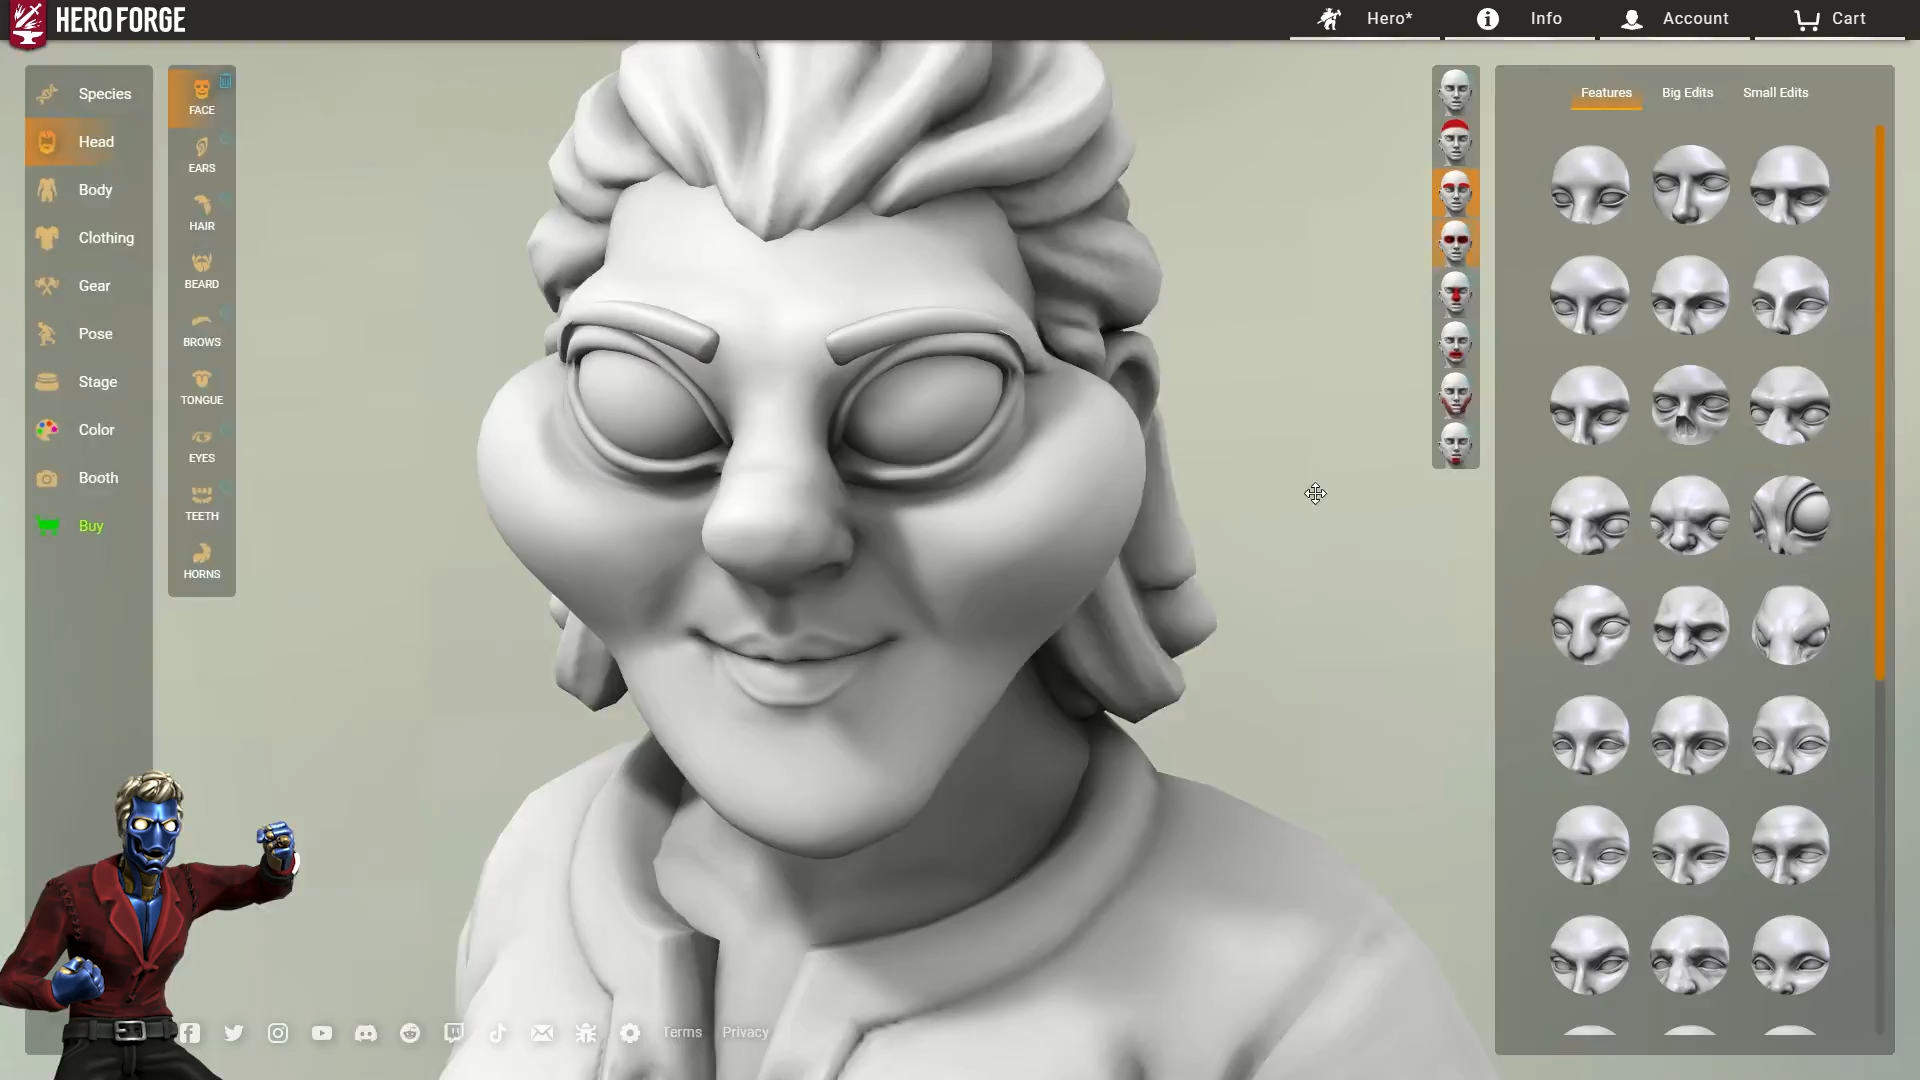 HERO FORGE
Hero*
Info
Account
Cart
Species
Head
Body
Clothing
Gear
Pose
Stage
Color
Booth
Buy
FACE
EARS
HAIR
BEARD
BROWS
TONGUE
EYES
TEETH
HORNS
Features
Big Edits
Small Edits
Terms
Privacy